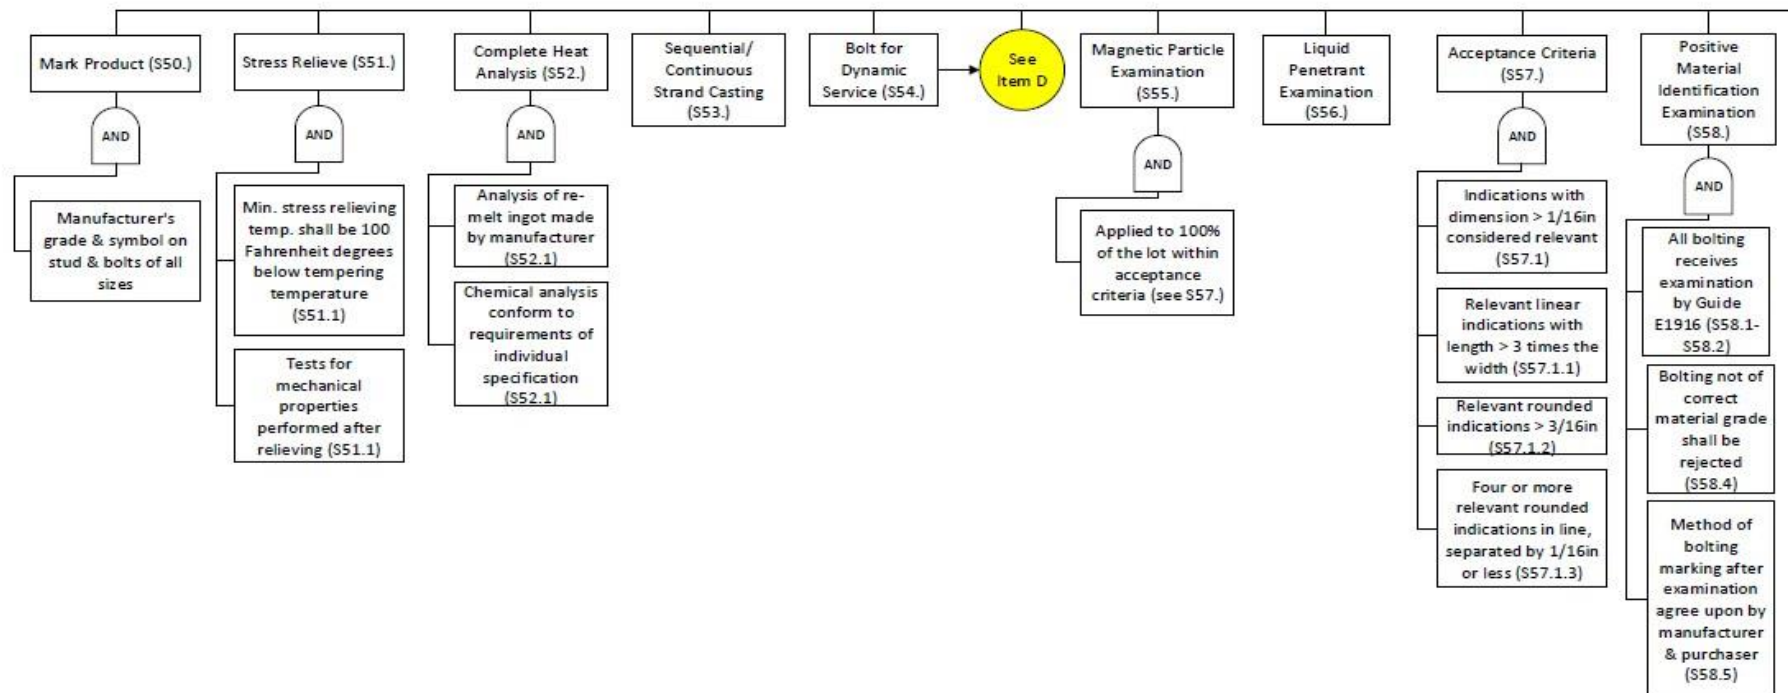 Mark Product (S50.)
AND
Manufacturer's
grade & symbol on
stud & bolts of all
sizes
Stress Relieve (S51.)
AND
Min. stress relieving
temp. shall be 100
Fahrenheit degrees
below tempering
temperature
(S51.1)
Tests for
mechanical
properties
performed after
relieving (S51.1)
Complete Heat
Analysis (S52.)
AND
Analysis of re-
melt ingot made
by manufacturer
(S52.1)
Chemical analysis
conform to
requirements of
individual
specification
(S52.1)
Sequential/
Continuous
Strand Casting
(S53.)
Bolt for
Dynamic
Service (S54.)
See
Item D
Magnetic Particle
Examination
(S55.)
AND
Applied to 100%
of the lot within
acceptance
criteria (see S57.)
Liquid
Penetrant
Examination
(S56.)
Acceptance Criteria
(S57.)
AND
Indications with
dimension > 1/16in
considered relevant
(S57.1)
Relevant linear
indications with
length > 3 times the
width (S57.1.1)
Relevant rounded
indications > 3/16in
(S57.1.2)
Four or more
relevant rounded
indications in line,
separated by 1/16in
or less (S57.1.3)
Positive
Material
Identification
Examination
(S58.)
AND
All bolting
receives
examination
by Guide
E1916 (S58.1-
S58.2)
Bolting not of
correct
material grade
shall be
rejected
(S58.4)
Method of
bolting
marking after
examination
agree upon by
manufacturer
& purchaser
(S58.5)